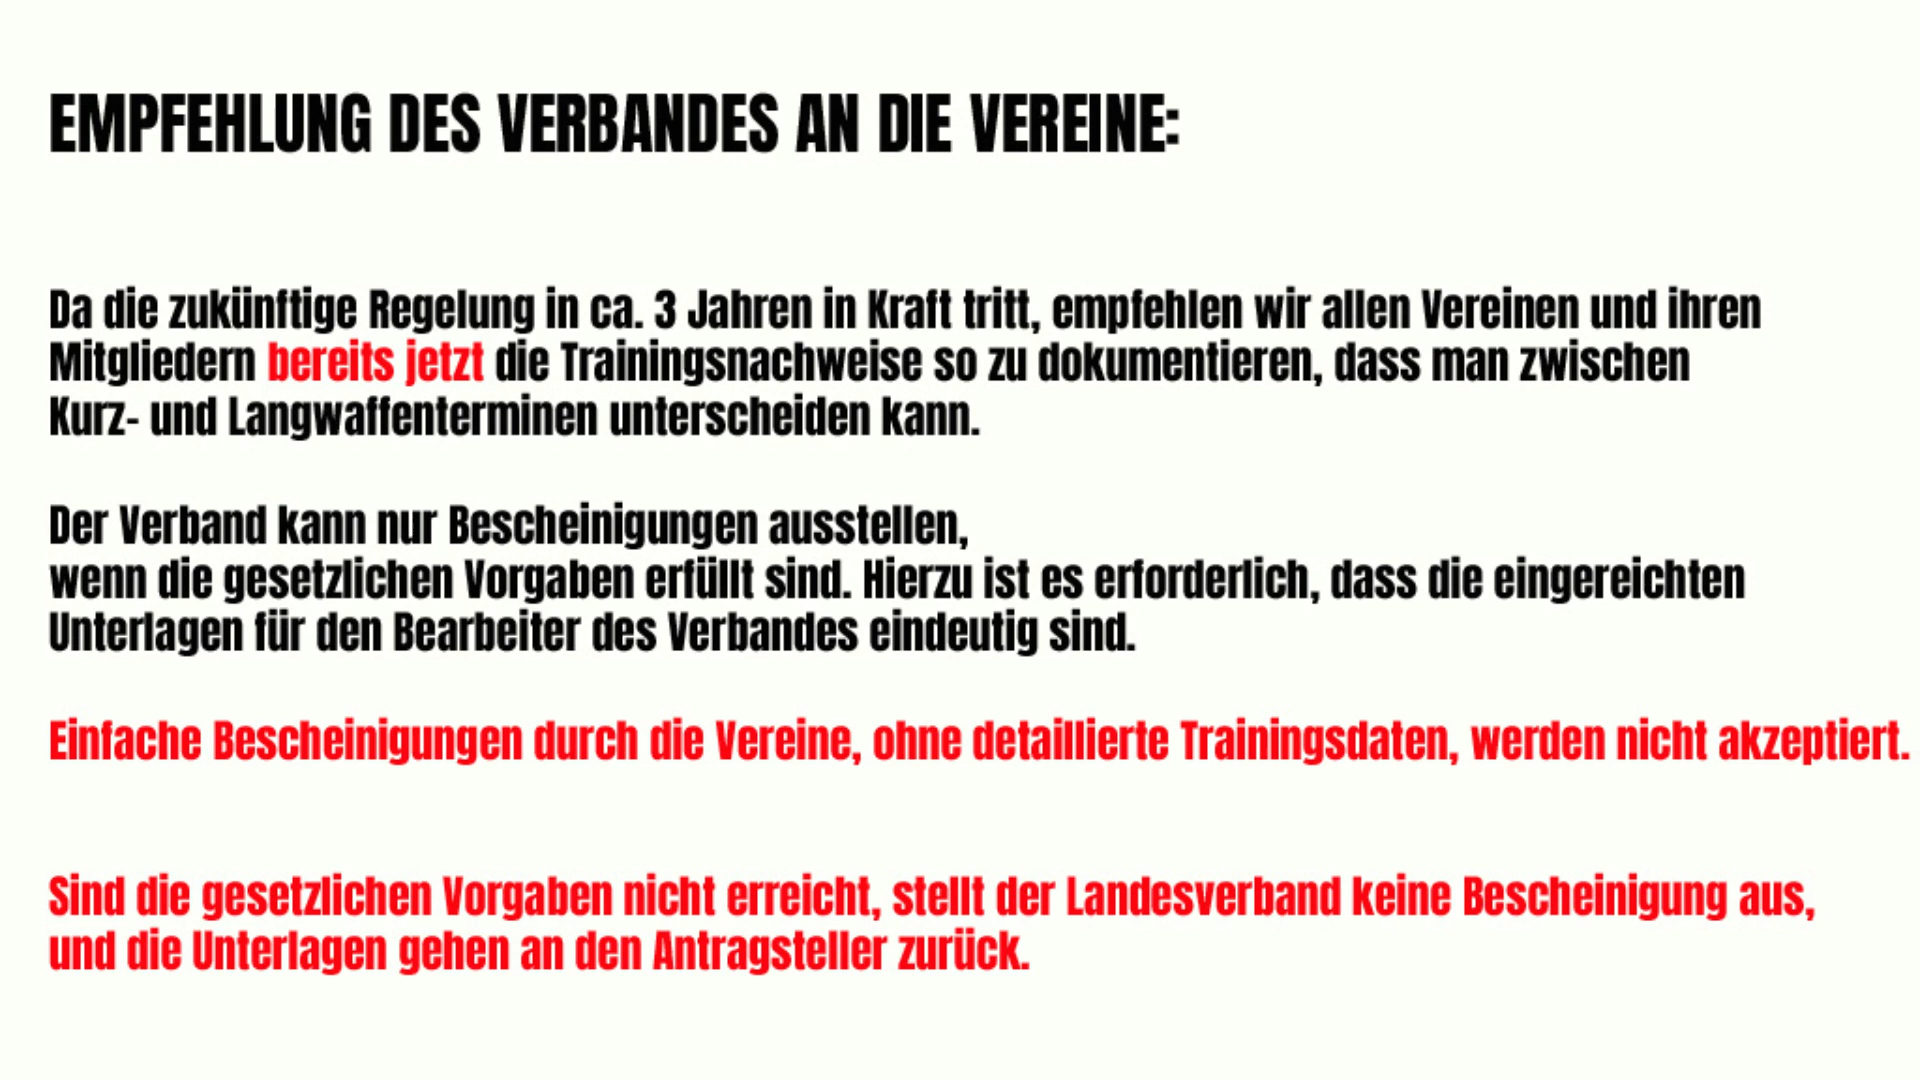 EMPFEHLUNG DES VERBANDES AN DIE VEREINE:
Da die zukünftige Regelung in ca. 3 Jahren in Kraft tritt, empfehlen wir allen Vereinen und ihren
Mitgliedern bereits jetzt die Trainingsnachweise so zu dokumentieren, dass man zwischen
Kurz- und Langwaffenterminen unterscheiden kann.
Der Verband kann nur Bescheinigungen ausstellen,
wenn die gesetzlichen Vorgaben erfüllt sind. Hierzu ist es erforderlich, dass die eingereichten
Unterlagen für den Bearbeiter des Verbandes eindeutig sind.
Einfache Bescheinigungen durch die Vereine, ohne detaillierte Trainingsdaten, werden nicht akzeptiert.
Sind die gesetzlichen Vorgaben nicht erreicht, stellt der Landesverband keine Bescheinigung aus,
und die Unterlagen gehen an den Antragsteller zurück.